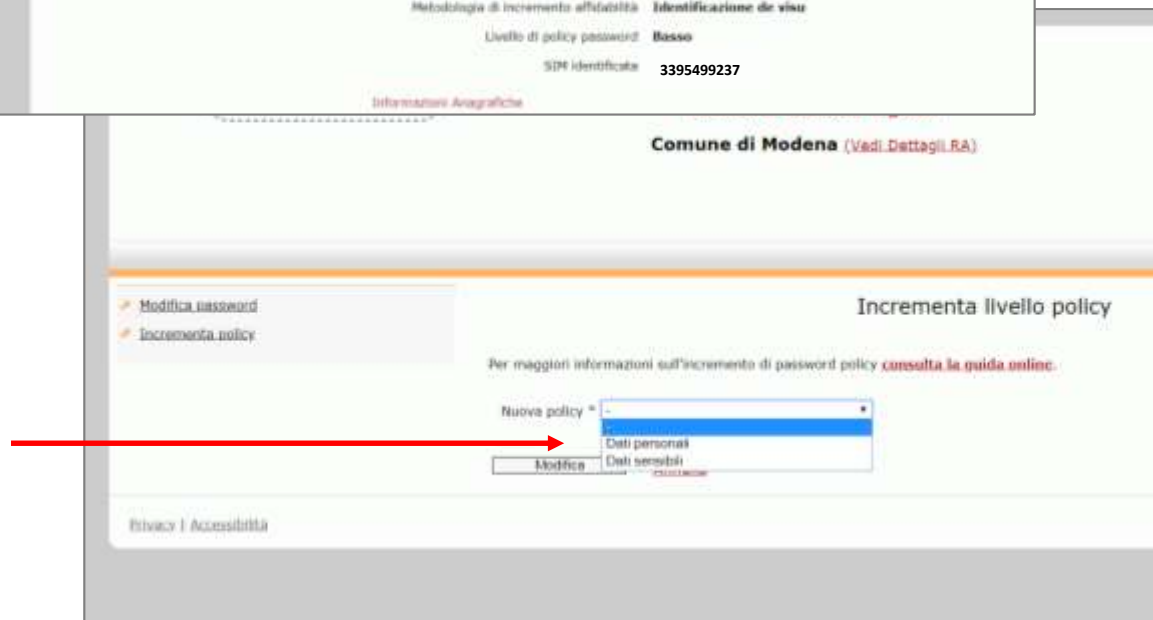 Metodologia di incremento affidabilità Identificazione de visu
Livello di policy password Basso
SIM identificata 3395499237
Informazioni Anagrafiche
Comune di Modena (Vedi Dettagli RA)
Modifica password
Incrementa policy
Incrementa livello policy
Per maggiori informazioni sull'incremento di password policy consulta la guida online.
Nuova policy * -
-
Dati personali
Dati sensibili
Modifica
Privacy | Accessibilità